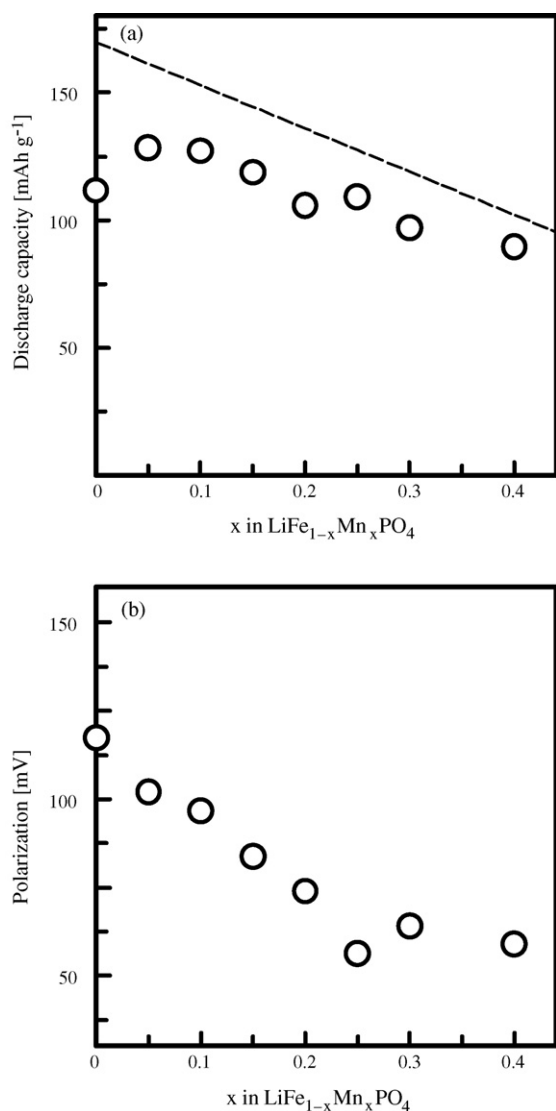 (a)
150
100
50
Discharge capacity [mAh g⁻¹]
0 0.1 0.2 0.3 0.4
x in LiFe₁₋ₓMnₓPO₄
(b)
150
100
50
Polarization [mV]
0 0.1 0.2 0.3 0.4
x in LiFe₁₋ₓMnₓPO₄